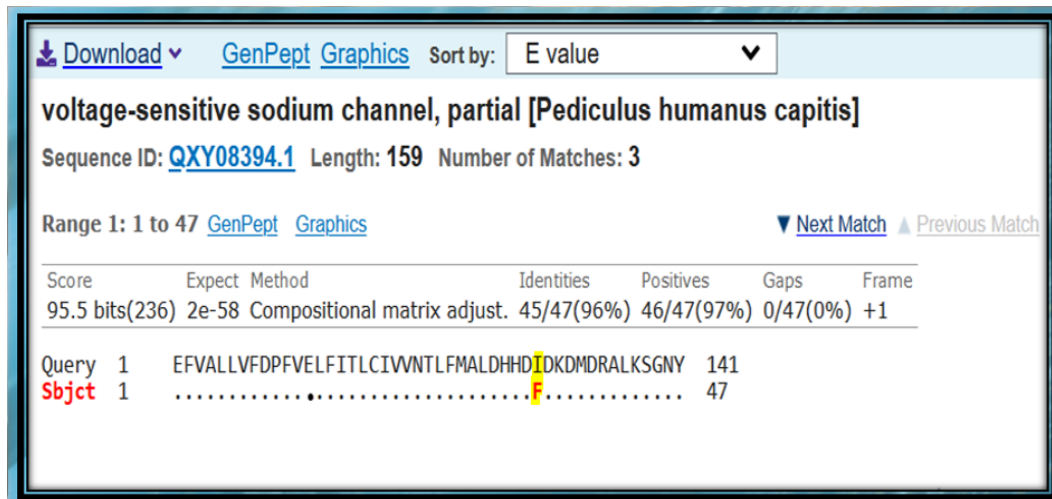 Download GenPept Graphics Sort by: E value
voltage-sensitive sodium channel, partial [Pediculus humanus capitis]
Sequence ID: QXY08394.1 Length: 159 Number of Matches: 3
Range 1: 1 to 47 GenPept Graphics ▼ Next Match ▲ Previous Match
Score Expect Method Identities Positives Gaps Frame
95.5 bits(236) 2e-58 Compositional matrix adjust. 45/47(96%) 46/47(97%) 0/47(0%) +1
Query 1 EFVALLVFDPFVELFITLCIVVNTLFMALDHHDIDKDMDRALKSGNY 141
Sbjct 1 .................................F............. 47